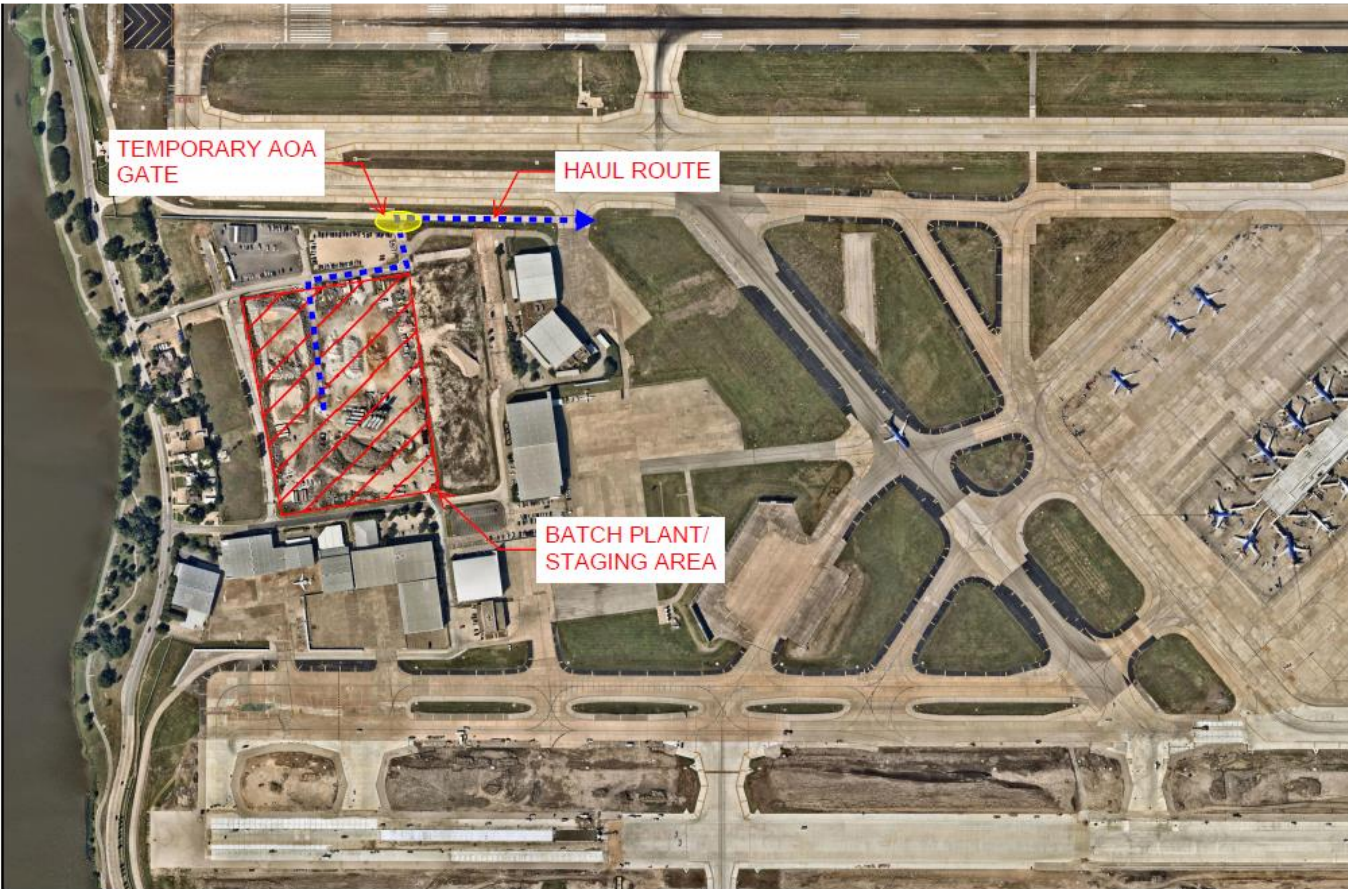 TEMPORARY AOA
GATE
HAUL ROUTE
BATCH PLANT/
STAGING AREA